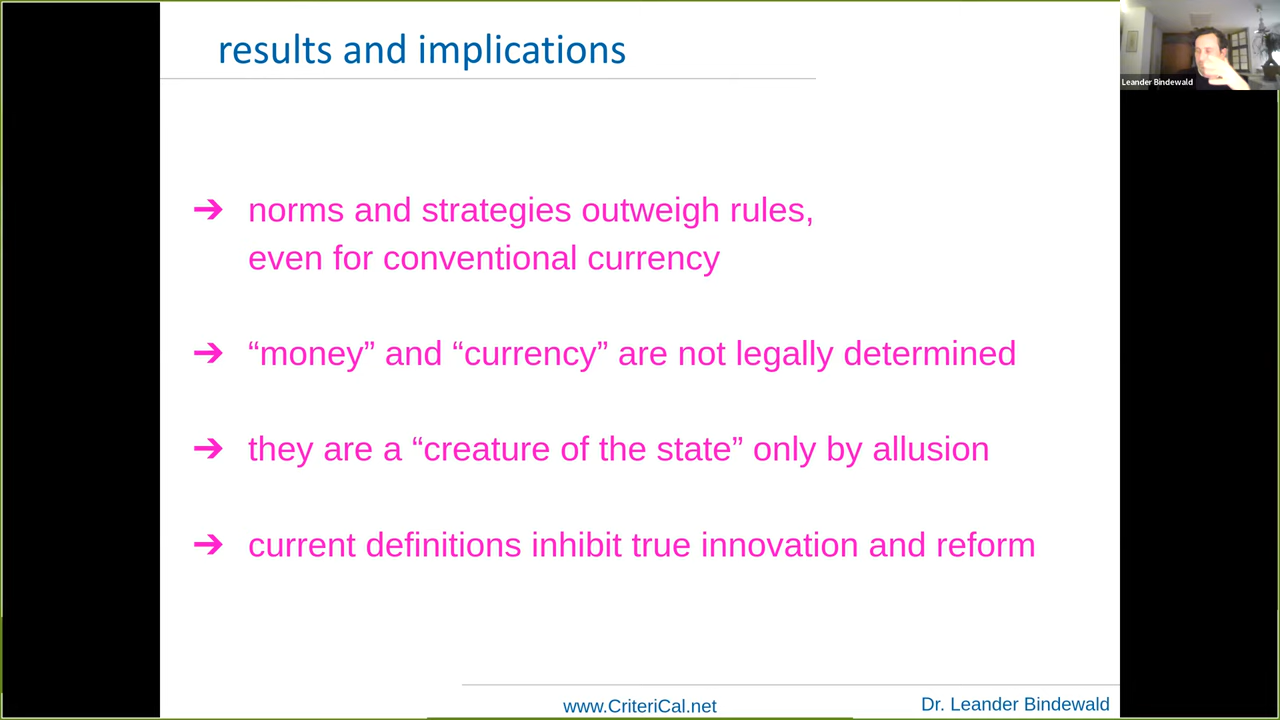 results and implications
Leander Bindewald
➔ norms and strategies outweigh rules,
even for conventional currency
➔ “money” and “currency” are not legally determined
➔ they are a “creature of the state” only by allusion
➔ current definitions inhibit true innovation and reform
www.CriteriCal.net
Dr. Leander Bindewald